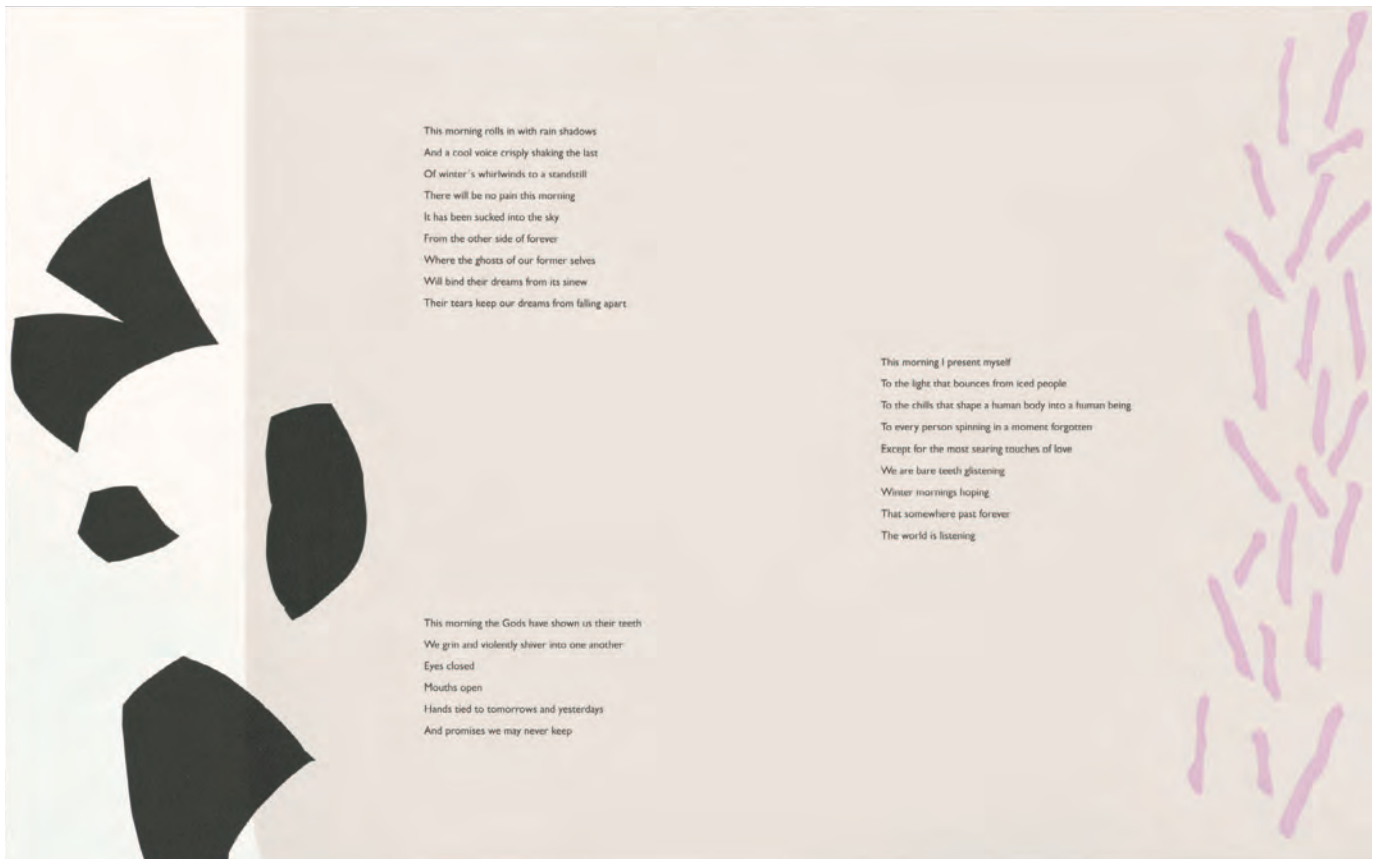 This morning rolls in with rain shadows
And a cool voice crisply shaking the last
Of winter´s whirlwinds to a standstill
There will be no pain this morning
It has been sucked into the sky
From the other side of forever
Where the ghosts of our former selves
Will bind their dreams from its sinew
Their tears keep our dreams from falling apart
This morning the Gods have shown us their teeth
We grin and violently shiver into one another
Eyes closed
Mouths open
Hands tied to tomorrows and yesterdays
And promises we may never keep
This morning I present myself
To the light that bounces from iced people
To the chills that shape a human body into a human being
To every person spinning in a moment forgotten
Except for the most searing touches of love
We are bare teeth glistening
Winter mornings hoping
That somewhere past forever
The world is listening